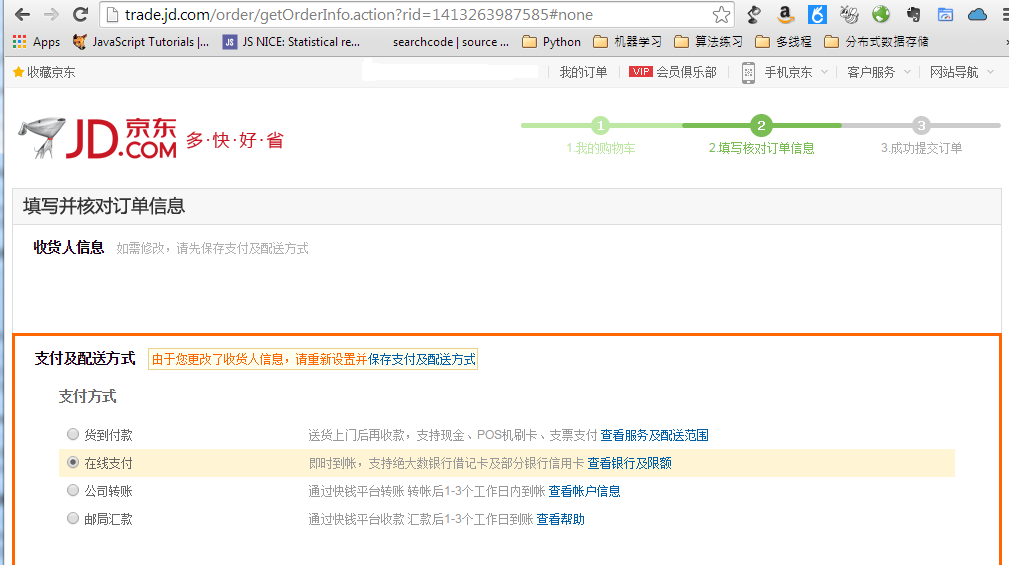 trade.jd.com/order/getOrderInfo.action?rid=1413263987585#none
Apps JavaScript Tutorials |... JS JS NICE: Statistical re... searchcode | source ... Python 机器学习 算法练习 多线程 分布式数据存储
收藏京东 我的订单 VIP 会员俱乐部 手机京东 客户服务 网站导航
JD.COM 京东 多·快·好·省
1 2 3
1.我的购物车 2.填写核对订单信息 3.成功提交订单
填写并核对订单信息
收货人信息 如需修改，请先保存支付及配送方式
支付及配送方式 由于您更改了收货人信息，请重新设置并保存支付及配送方式
支付方式
货到付款 送货上门后再收款，支持现金、POS机刷卡、支票支付 查看服务及配送范围
在线支付 即时到帐，支持绝大数银行借记卡及部分银行信用卡 查看银行及限额
公司转账 通过快钱平台转账 转帐后1-3个工作日内到帐 查看帐户信息
邮局汇款 通过快钱平台收款 汇款后1-3个工作日到账 查看帮助